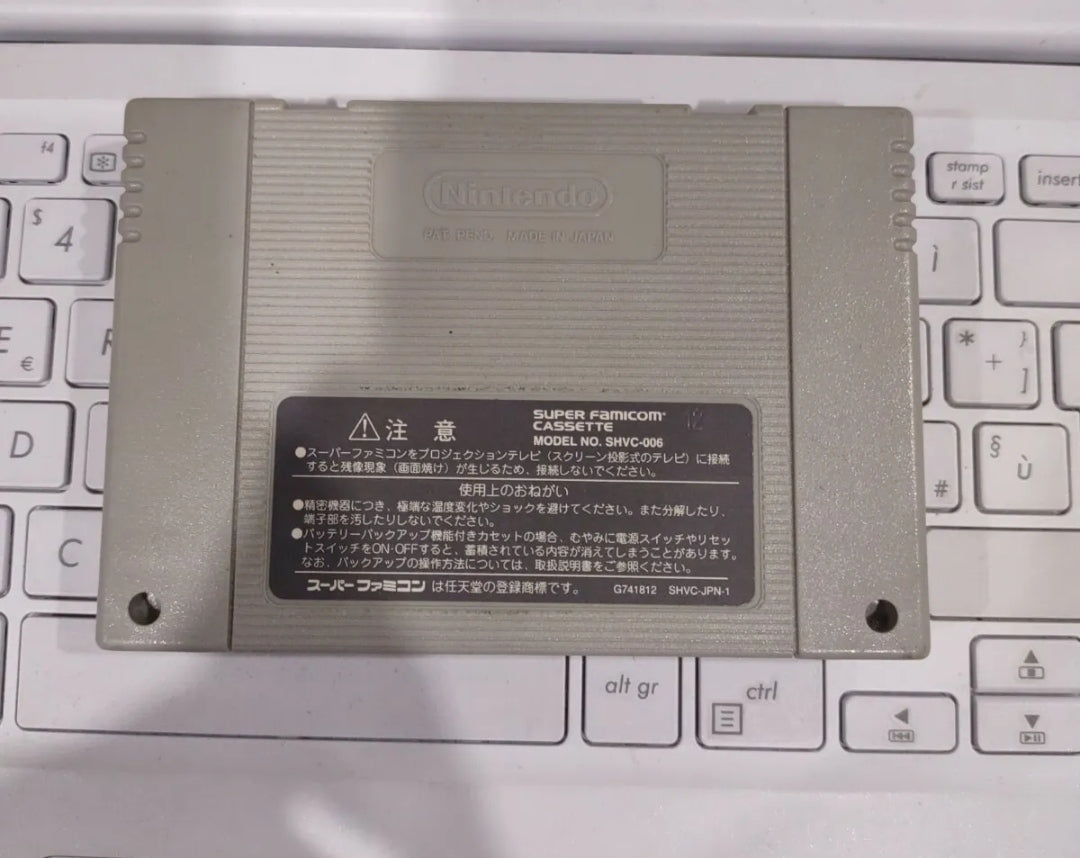 f4
stamp
r sist
insert
$
4
ì
Nintendo
PAT. PEND. MADE IN JAPAN
E
€
R
*
+
}
]
D
#
§
ù
C
注 意
SUPER FAMICOM
CASSETTE
MODEL NO. SHVC-006
12
●スーパーファミコンをプロジェクションテレビ（スクリーン投影式のテレビ）に接続
すると残像現象（画面焼け）が生じるため、接続しないでください。
使用上のおねがい
●精密機器につき、極端な温度変化やショックを避けてください。また分解したり、
端子部を汚したりしないでください。
●バッテリーバックアップ機能付きカセットの場合、むやみに電源スイッチやリセッ
トスイッチをON・OFFすると、蓄積されている内容が消えてしまうことがあります。
なお、バックアップの操作方法については、取扱説明書をご参照ください。
スーパーファミコン は任天堂の登録商標です。 G741812 SHVC-JPN-1
alt gr
ctrl